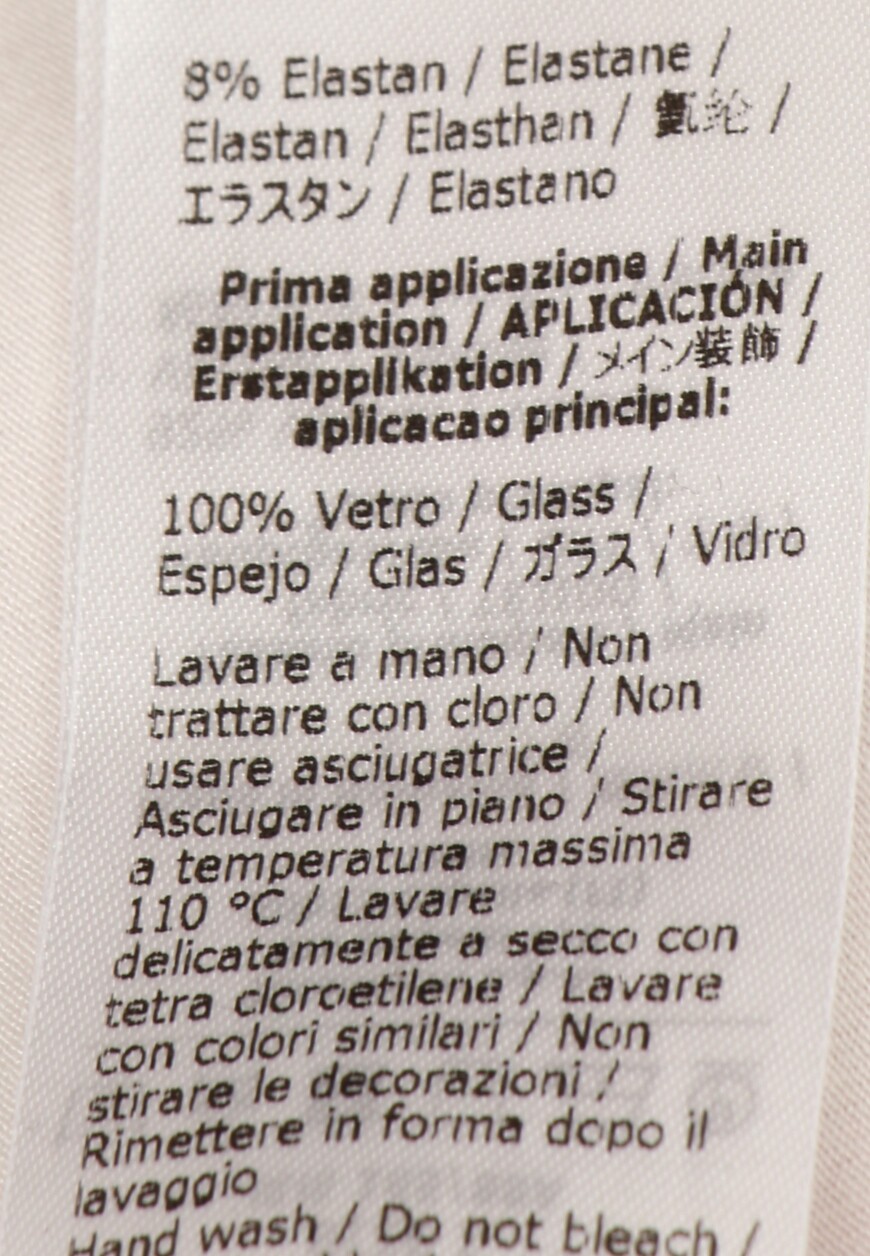 8% Elastan / Elastane /
Elastan / Elasthan / 氨纶 /
エラスタン / Elastano
Prima applicazione / Main
application / APLICACIÓN /
Erstapplikation / メイン装飾 /
aplicacao principal:
100% Vetro / Glass /
Espejo / Glas / ガラス / Vidro
Lavare a mano / Non
trattare con cloro / Non
usare asciugatrice /
Asciugare in piano / Stirare
a temperatura massima
110 °C / Lavare
delicatamente a secco con
tetra cloroetilene / Lavare
con colori similari / Non
stirare le decorazioni /
Rimettere in forma dopo il
lavaggio
Hand wash / Do not bleach /